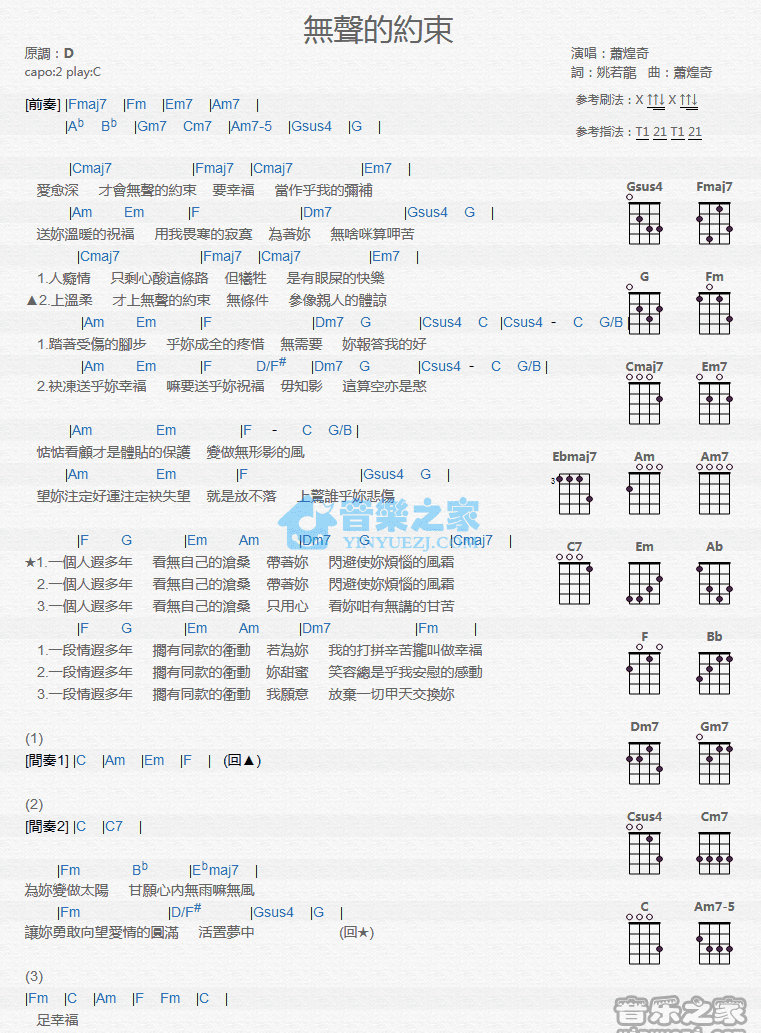 無聲的約束
原調：D
capo:2 play:C
演唱：蕭煌奇
詞：姚若龍 曲：蕭煌奇
参考刷法：X ↑↑↓ X ↑↑↓
参考指法：T1 21 T1 21
[前奏] |Fmaj7 |Fm |Em7 |Am7 |
|Ab Bb |Gm7 Cm7 |Am7-5 |Gsus4 |G |
|Cmaj7 |Fmaj7 |Cmaj7 |Em7 |
愛愈深 才會無聲的約束 要幸福 當作乎我的彌補
|Am Em |F |Dm7 |Gsus4 G |
送妳溫暖的祝福 用我畏寒的寂寞 為著妳 無啥咪算呷苦
|Cmaj7 |Fmaj7 |Cmaj7 |Em7 |
1.人癡情 只剩心酸這條路 但犧牲 是有眼屎的快樂
▲2.上溫柔 才上無聲的約束 無條件 參像親人的體諒
|Am Em |F |Dm7 G |Csus4 C |Csus4 - C G/B |
1.踏著受傷的腳步 乎妳成全的疼惜 無需要 妳報答我的好
|Am Em |F D/F# |Dm7 G |Csus4 - C G/B |
2.袂凍送乎妳幸福 嘛要送乎妳祝福 毋知影 這算空亦是憨
|Am Em |F - C G/B |
惦惦看顧才是體貼的保護 變做無形影的風
|Am Em |F |Gsus4 G |
望妳注定好運注定袂失望 就是放不落 上驚誰乎妳悲傷
音樂之家
YINYUEZJ.COM
|F G |Em Am |Dm7 G |Cmaj7 |
★1.一個人遐多年 看無自己的滄桑 帶著妳 閃避使妳煩惱的風霜
2.一個人遐多年 看無自己的滄桑 帶著妳 閃避使妳煩惱的風霜
3.一個人遐多年 看無自己的滄桑 只用心 看妳咁有無講的甘苦
|F G |Em Am |Dm7 |Fm |
1.一段情遐多年 擱有同款的衝動 若為妳 我的打拼辛苦攏叫做幸福
2.一段情遐多年 擱有同款的衝動 妳甜蜜 笑容總是乎我安慰的感動
3.一段情遐多年 擱有同款的衝動 我願意 放棄一切甲天交換妳
(1)
[間奏1] |C |Am |Em |F | (回▲)
(2)
[間奏2] |C |C7 |
|Fm Bb |Ebmaj7 |
為妳變做太陽 甘願心內無雨嘛無風
|Fm |D/F# |Gsus4 |G |
讓妳勇敢向望愛情的圓滿 活置夢中 (回★)
(3)
|Fm |C |Am |F Fm |C |
足幸福
Gsus4 Fmaj7
G Fm
Cmaj7 Em7
Ebmaj7 Am Am7
3
C7 Em Ab
F Bb
Dm7 Gm7
Csus4 Cm7
C Am7-5
音乐之家